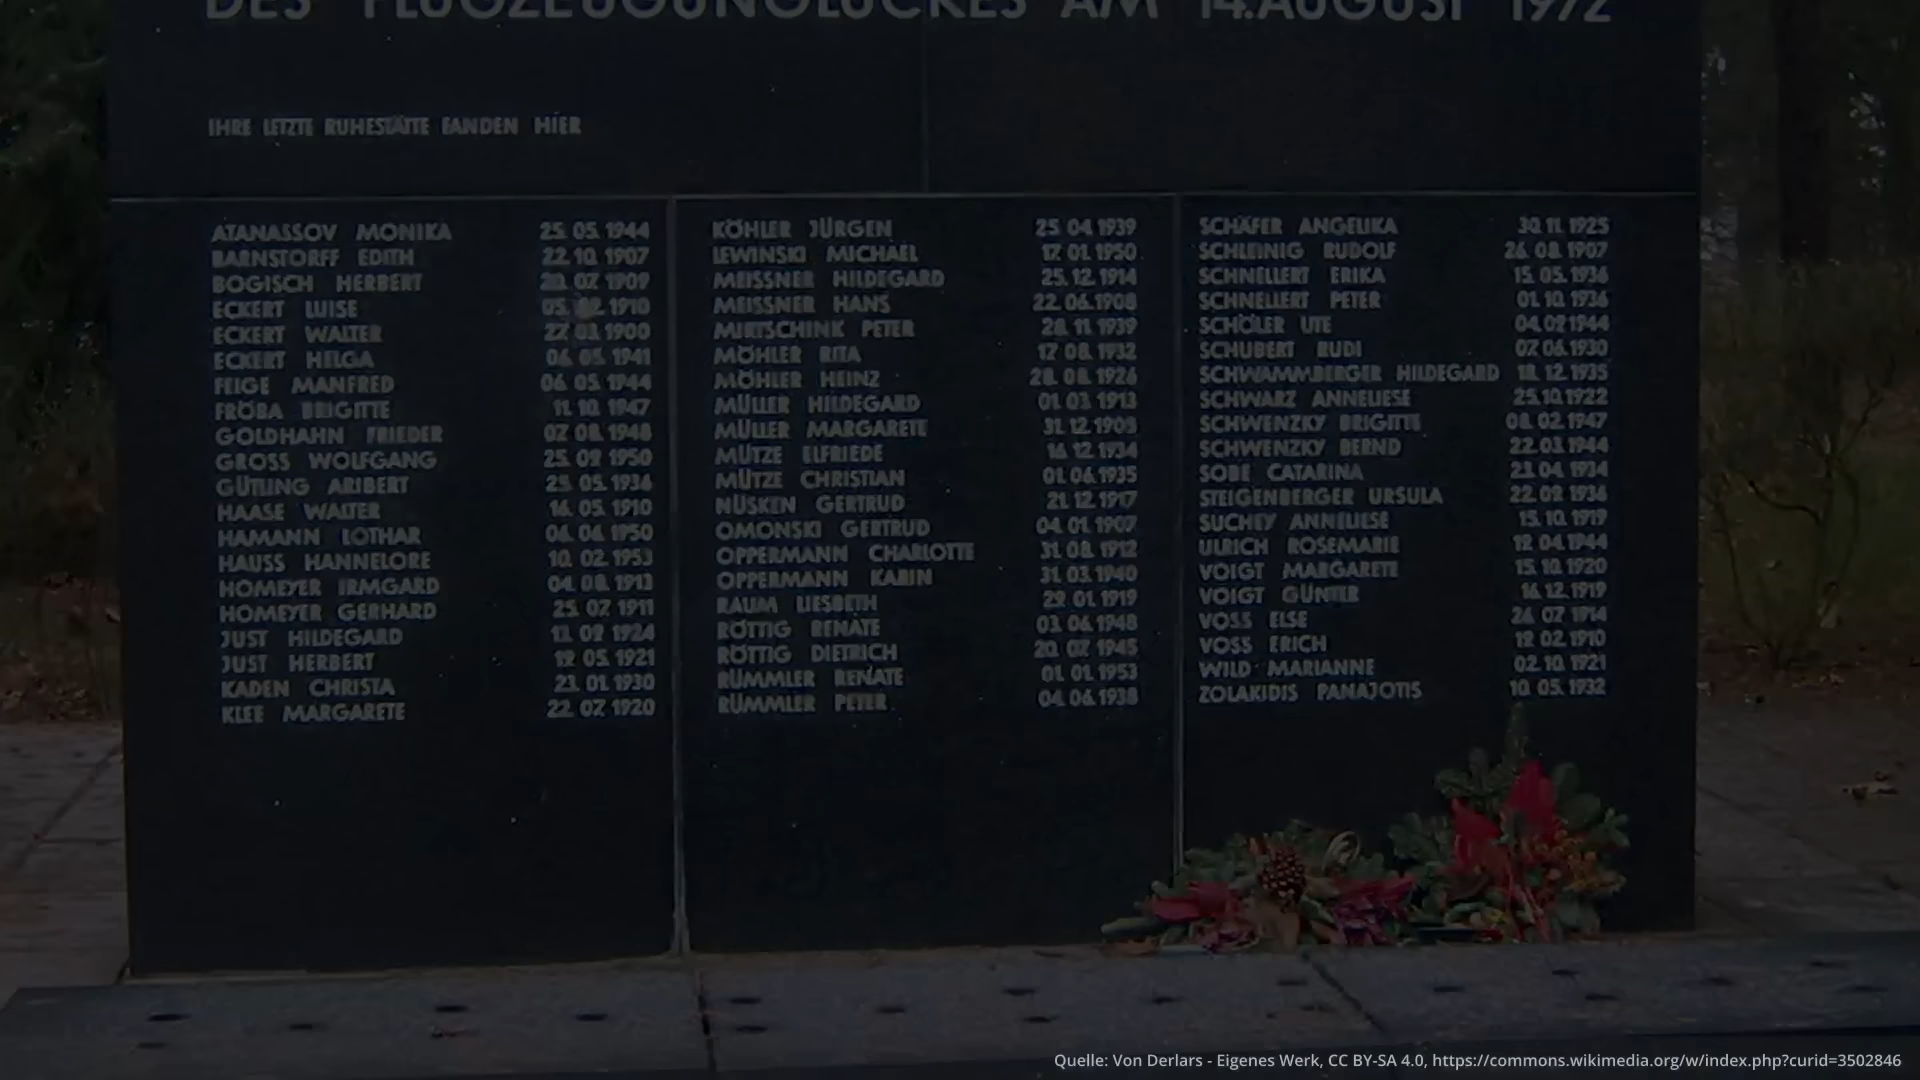 DES FLUGZEUGUNGLÜCKES AM 14. AUGUST 1972
IHRE LETZTE RUHESTÄTTE FANDEN HIER
ATANASSOV MONIKA 25. 05. 1944
BARNSTORFF EDITH 22. 10. 1907
BOGISCH HERBERT 20. 07. 1909
ECKERT LUISE 05. 1910
ECKERT WALTER 27. 03. 1900
ECKERT HELGA 06. 05. 1941
FEIGE MANFRED 06. 05. 1944
FRÖBA BRIGITTE 11. 10. 1947
GOLDHAHN FRIEDER 07. 08. 1948
GROSS WOLFGANG 25. 09. 1950
GÜTLING ARIBERT 25. 05. 1936
HAASE WALTER 16. 05. 1910
HAMANN LOTHAR 06. 06. 1950
HAUSS HANNELORE 10. 02. 1953
HOMEYER IRMGARD 04. 08. 1913
HOMEYER GERHARD 25. 07. 1911
JUST HILDEGARD 13. 09. 1924
JUST HERBERT 19. 05. 1921
KADEN CHRISTA 23. 01. 1930
KLEE MARGARETE 22. 07. 1920
KÖHLER JÜRGEN 25. 04. 1939
LEWINSKI MICHAEL 17. 01. 1950
MEISSNER HILDEGARD 25. 12. 1914
MEISSNER HANS 22. 06. 1908
MIRTSCHINK PETER 28. 11. 1939
MÖHLER RITA 17. 08. 1932
MÖHLER HEINZ 28. 08. 1926
MÜLLER HILDEGARD 01. 03. 1913
MÜLLER MARGARETE 31. 12. 1908
MÜTZE ELFRIEDE 16. 12. 1934
MÜTZE CHRISTIAN 01. 06. 1935
NÜSKEN GERTRUD 21. 12. 1917
OMONSKI GERTRUD 04. 01. 1907
OPPERMANN CHARLOTTE 31. 08. 1912
OPPERMANN KARIN 31. 03. 1940
RAUM LIESBETH 29. 01. 1919
RÖTTIG RENATE 03. 06. 1948
RÖTTIG DIETRICH 20. 07. 1945
RÜMMLER RENATE 01. 01. 1953
RÜMMLER PETER 04. 06. 1938
SCHÄFER ANGELIKA 30. 11. 1925
SCHLEINIG RUDOLF 26. 08. 1907
SCHNELLERT ERIKA 15. 05. 1936
SCHNELLERT PETER 01. 10. 1936
SCHÖLER UTE 04. 09. 1944
SCHUBERT RUDI 07. 06. 1930
SCHWAMMBERGER HILDEGARD 18. 12. 1935
SCHWARZ ANNELIESE 25. 10. 1922
SCHWENZKY BRIGITTE 08. 02. 1947
SCHWENZKY BERND 22. 03. 1944
SOBE CATARINA 23. 04. 1934
STEIGENBERGER URSULA 22. 09. 1936
SUCHEY ANNELIESE 15. 10. 1919
ULRICH ROSEMARIE 12. 04. 1944
VOIGT MARGARETE 15. 10. 1920
VOIGT GÜNTER 16. 12. 1919
VOSS ELSE 26. 07. 1914
VOSS ERICH 19. 02. 1910
WILD MARIANNE 02. 10. 1921
ZOLAKIDIS PANAJOTIS 10. 05. 1932
Quelle: Von Derlars - Eigenes Werk, CC BY-SA 4.0, https://commons.wikimedia.org/w/index.php?curid=3502846